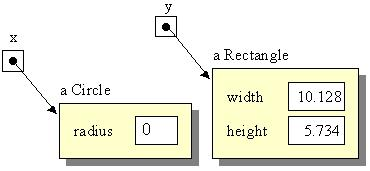 x
y
a Circle
radius 0
a Rectangle
width 10.128
height 5.734